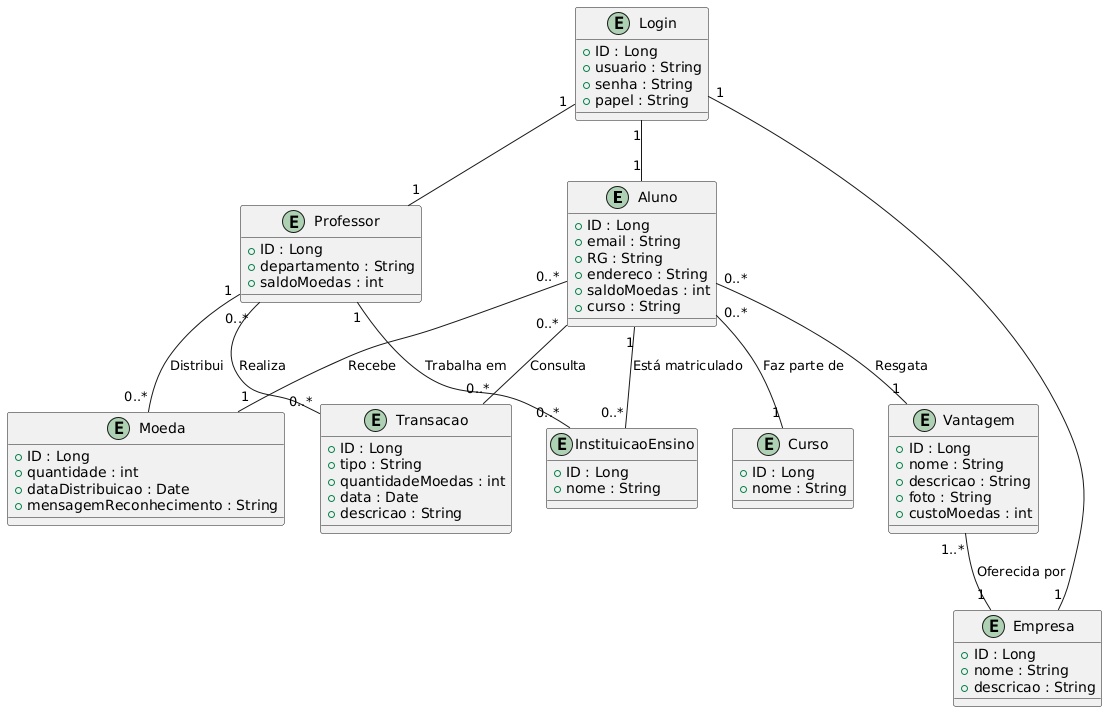 E Login
ID : Long
usuario : String
senha : String
papel : String
1
1
1
1
1
1
E Professor
ID : Long
departamento : String
saldoMoedas : int
E Aluno
ID : Long
email : String
RG : String
endereco : String
saldoMoedas : int
curso : String
1
0..*
1
0..*
0..*
1
0..*
0..*
Distribui
Realiza
Recebe
Trabalha em
Consulta
Está matriculado
Faz parte de
Resgata
0..*
1
0..*
0..*
0..*
0..*
1
1
E Moeda
ID : Long
quantidade : int
dataDistribuicao : Date
mensagemReconhecimento : String
E Transacao
ID : Long
tipo : String
quantidadeMoedas : int
data : Date
descricao : String
E InstituicaoEnsino
ID : Long
nome : String
E Curso
ID : Long
nome : String
E Vantagem
ID : Long
nome : String
descricao : String
foto : String
custoMoedas : int
1..*
Oferecida por
1
E Empresa
ID : Long
nome : String
descricao : String